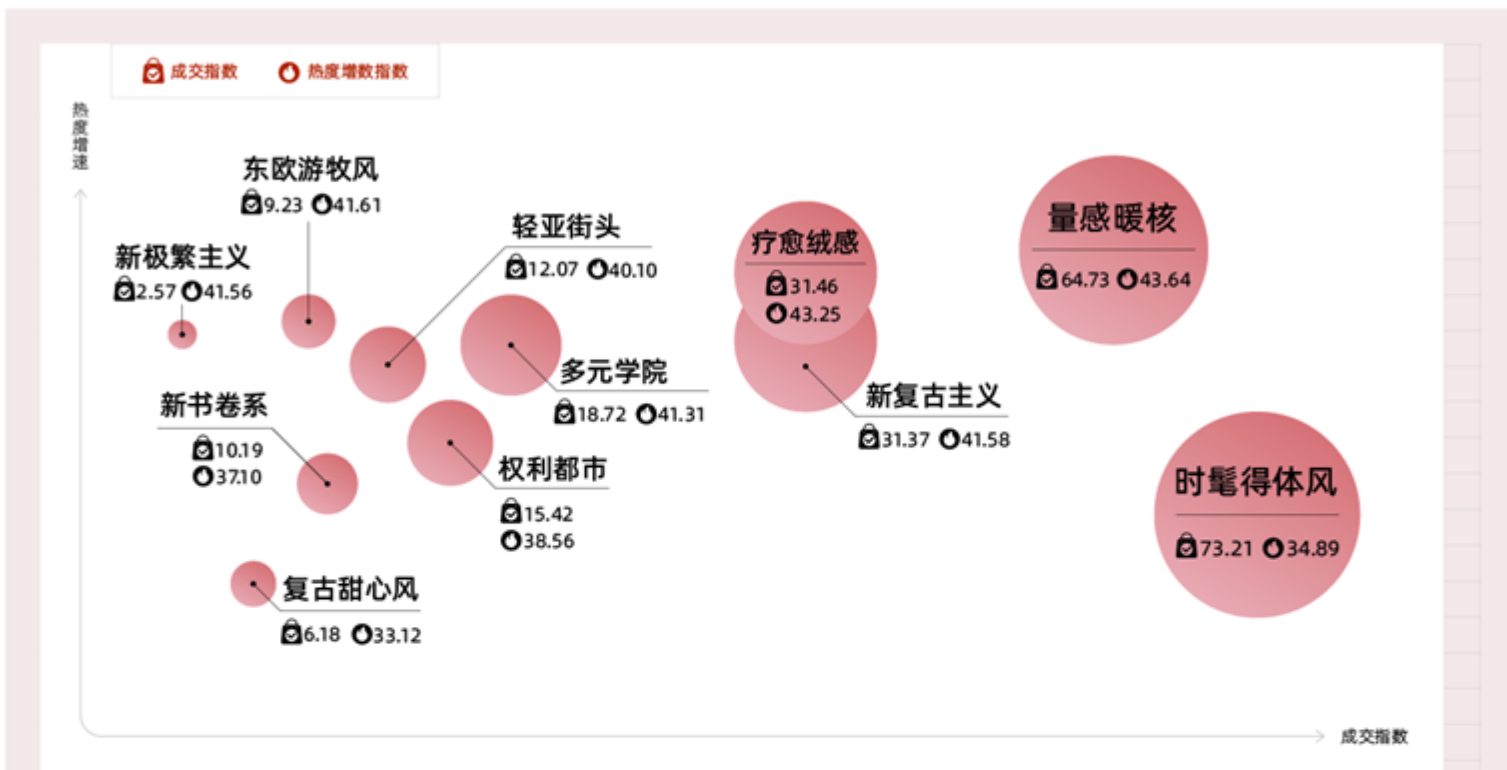 成交指数 热度增数指数
热度增速
东欧游牧风
9.23 41.61
新极繁主义
2.57 41.56
轻亚街头
12.07 40.10
疗愈绒感
31.46
43.25
量感暖核
64.73 43.64
多元学院
18.72 41.31
新复古主义
31.37 41.58
新书卷系
10.19
37.10
权利都市
15.42
38.56
时髦得体风
73.21 34.89
复古甜心风
6.18 33.12
成交指数